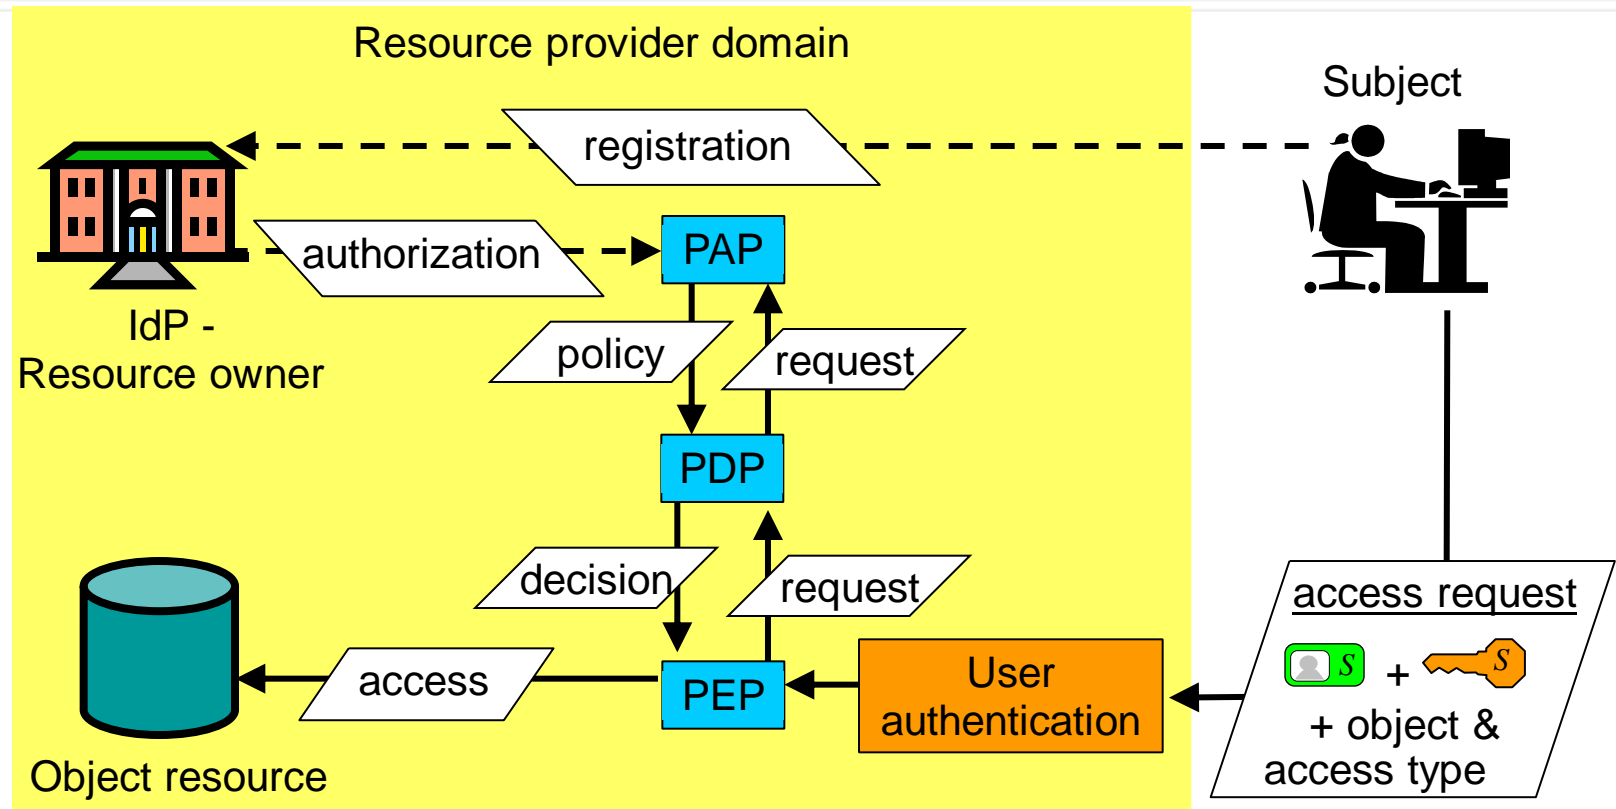 Resource provider domain
Subject
registration
authorization
PAP
IdP -
Resource owner
policy
request
PDP
decision
request
access request
S
+
S
+ object &
access type
access
PEP
User
authentication
Object resource